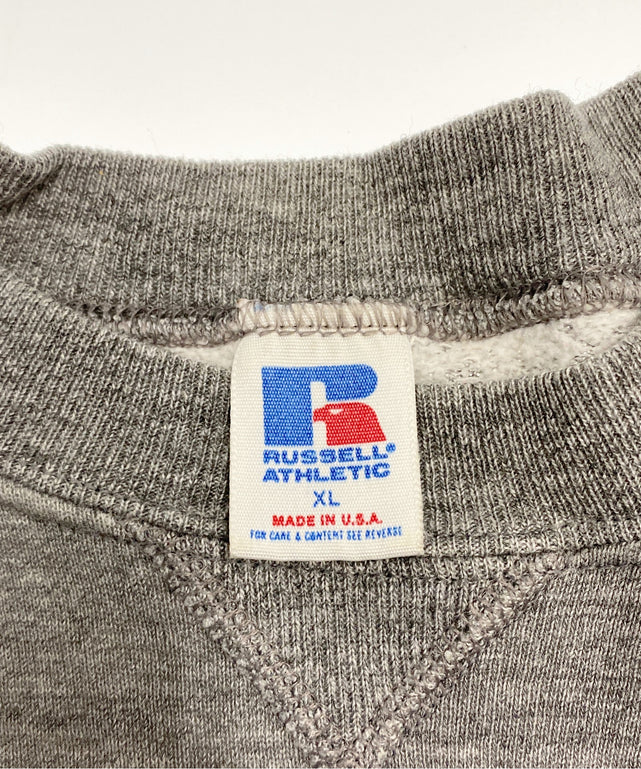 R
RUSSELL®
ATHLETIC
XL
MADE IN U.S.A.
FOR CARE & CONTENT SEE REVERSE